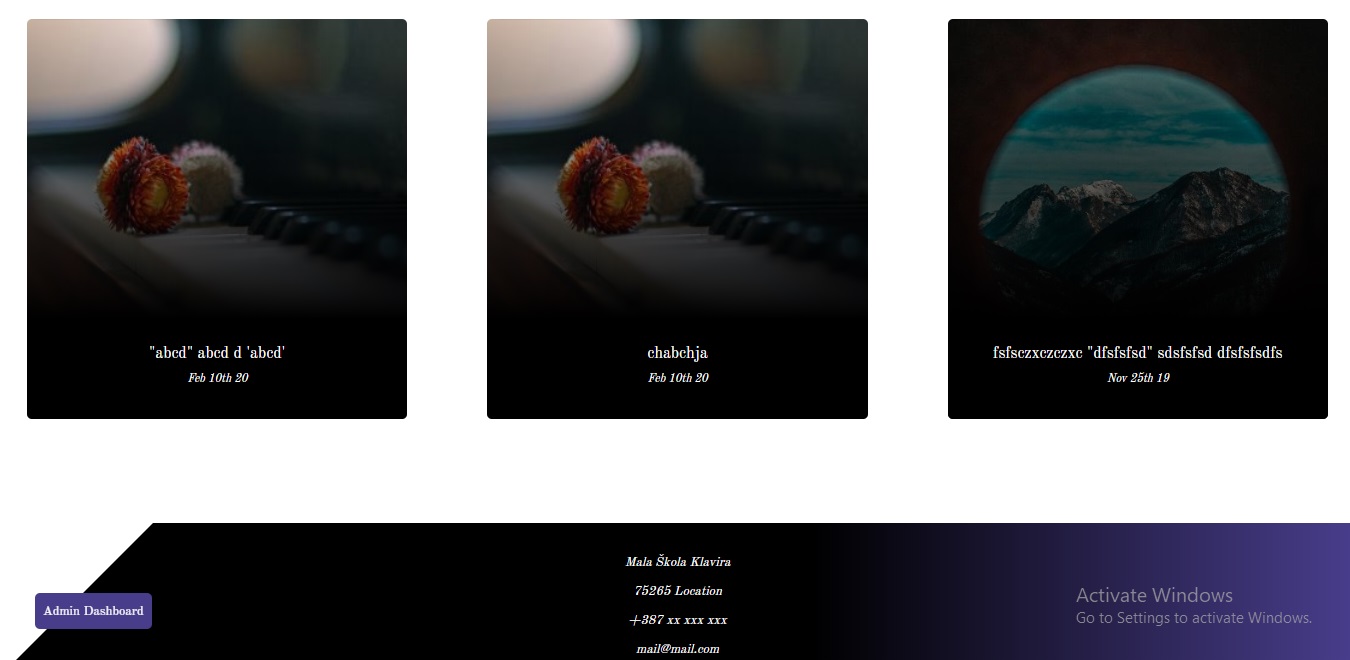 "abcd" abcd d 'abcd'
Feb 10th 20
chabchja
Feb 10th 20
fsfsczxczczxc "dfsfsfsd" sdsfsfsd dfsfsfsdfs
Nov 25th 19
Mala Škola Klavira
75265 Location
+387 xx xxx xxx
mail@mail.com
Admin Dashboard
Activate Windows
Go to Settings to activate Windows.